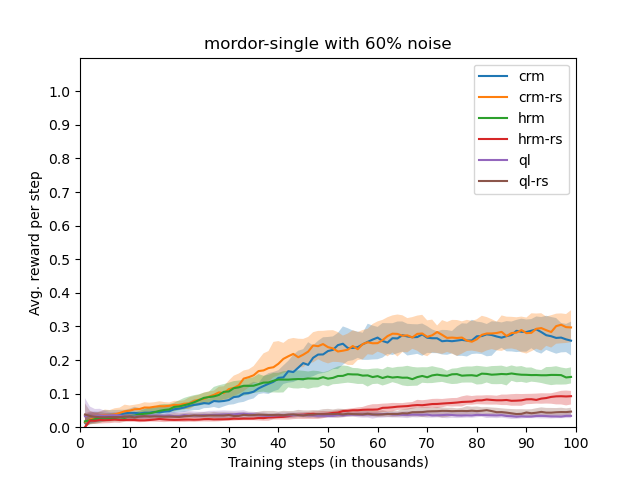 mordor-single with 60% noise
Avg. reward per step
1.0
0.9
0.8
0.7
0.6
0.5
0.4
0.3
0.2
0.1
0.0
crm
crm-rs
hrm
hrm-rs
ql
ql-rs
0 10 20 30 40 50 60 70 80 90 100
Training steps (in thousands)